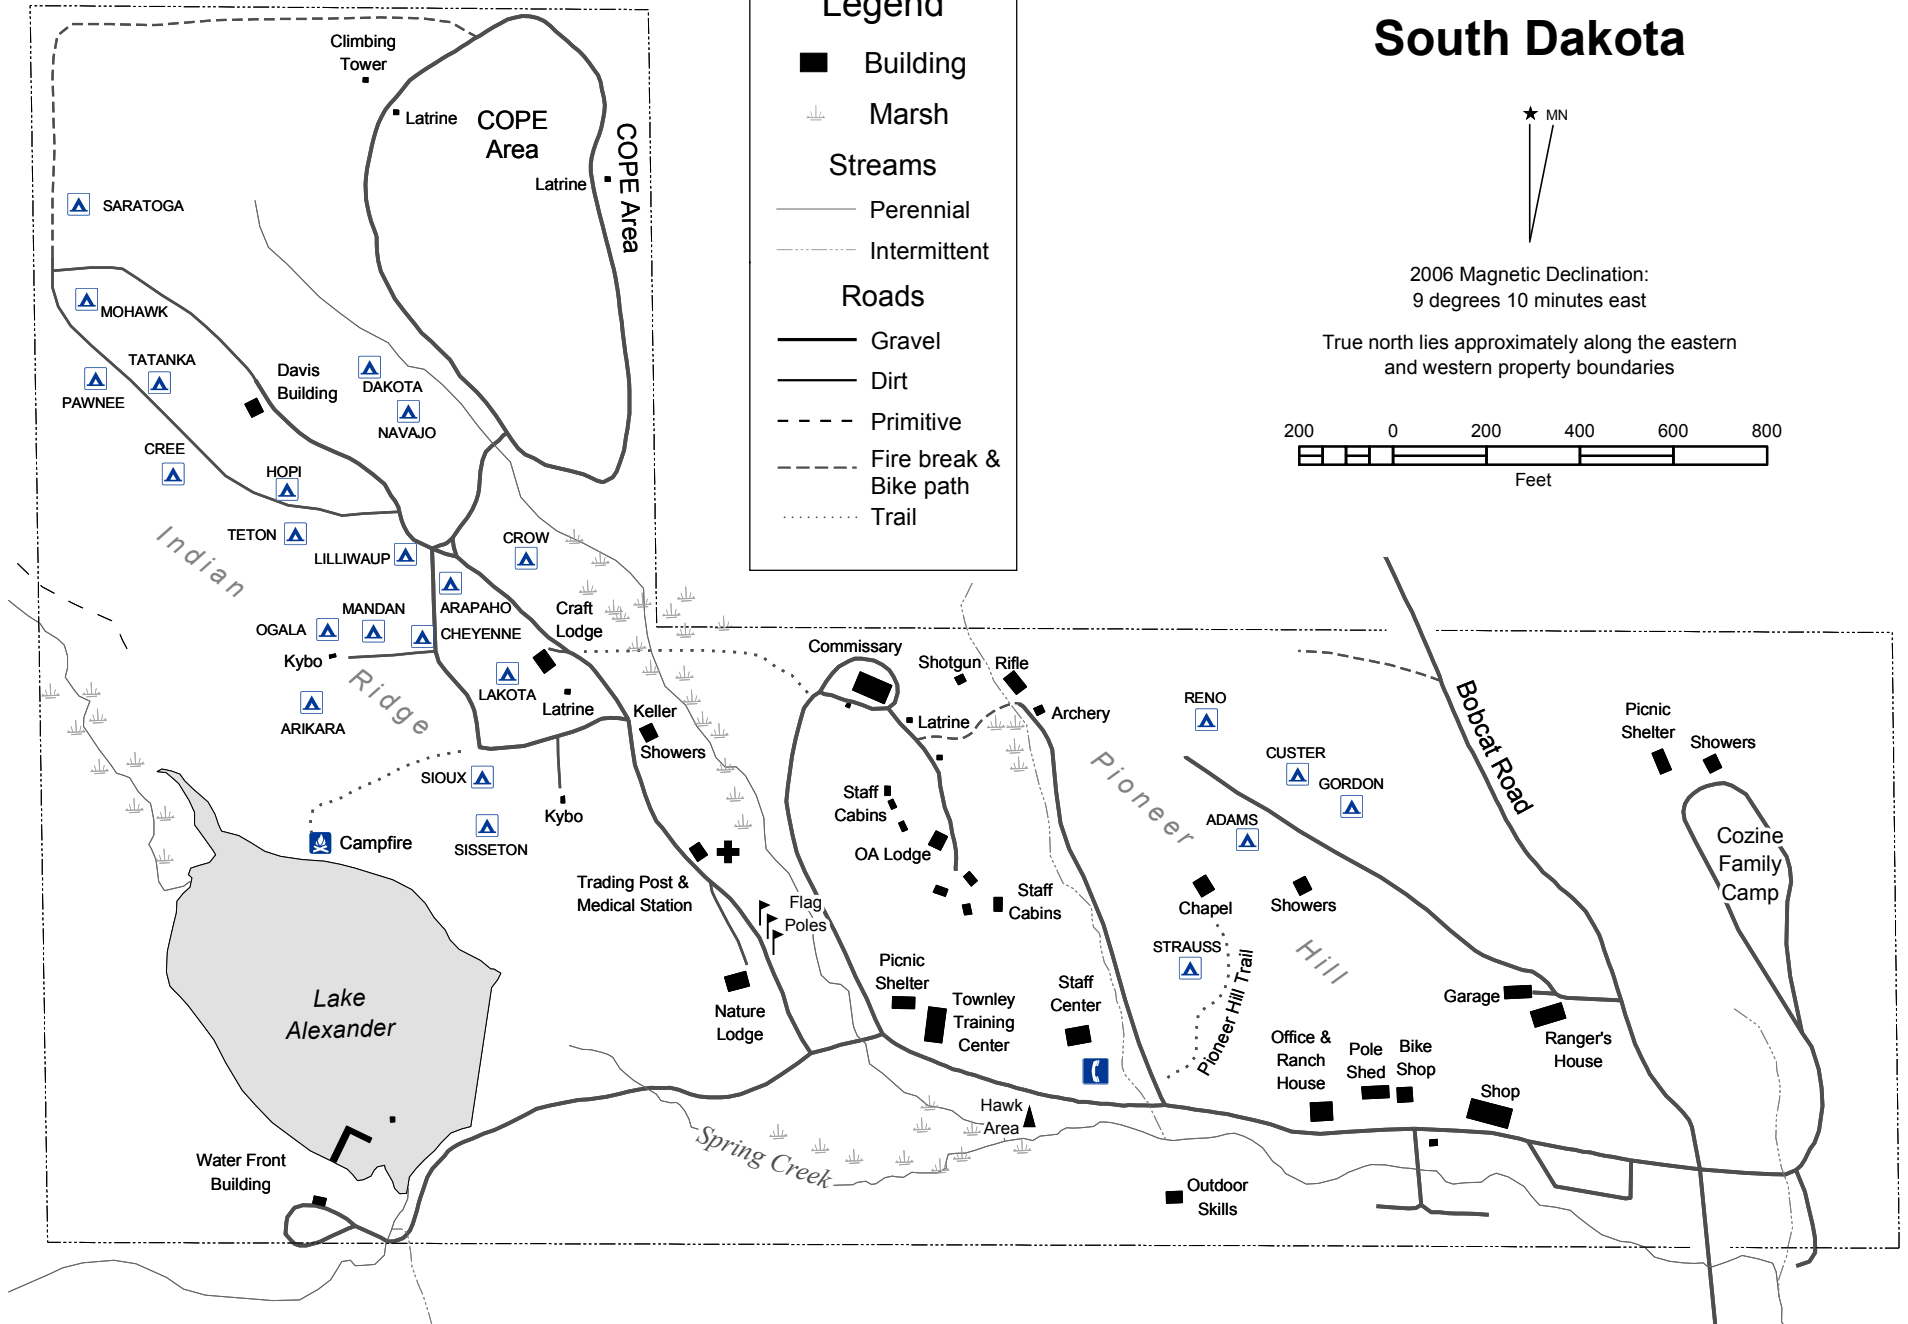 South Dakota
MN
2006 Magnetic Declination:
9 degrees 10 minutes east
True north lies approximately along the eastern
and western property boundaries
200 0 200 400 600 800
Feet
Legend
Building
Marsh
Streams
Perennial
Intermittent
Roads
Gravel
Dirt
Primitive
Fire break &
Bike path
Trail
Climbing
Tower
Latrine
COPE
Area
Latrine
COPE Area
SARATOGA
MOHAWK
TATANKA
PAWNEE
Davis
Building
DAKOTA
NAVAJO
CREE
HOPI
TETON
LILLIWAUP
CROW
Indian
Ridge
ARAPAHO
MANDAN
OGALA
CHEYENNE
Craft
Lodge
Kybo
LAKOTA
Latrine
ARIKARA
Keller
Showers
SIOUX
Kybo
SISSETON
Campfire
Trading Post &
Medical Station
Flag
Poles
Nature
Lodge
Lake
Alexander
Water Front
Building
Spring Creek
Commissary
Shotgun
Rifle
Latrine
Archery
Staff
Cabins
OA Lodge
Staff
Cabins
Picnic
Shelter
Townley
Training
Center
Staff
Center
Hawk
Area
Pioneer
Hill
RENO
CUSTER
GORDON
ADAMS
Chapel
Showers
STRAUSS
Pioneer Hill Trail
Bobcat Road
Picnic
Shelter
Showers
Cozine
Family
Camp
Garage
Ranger's
House
Office &
Ranch
House
Pole
Shed
Bike
Shop
Shop
Outdoor
Skills